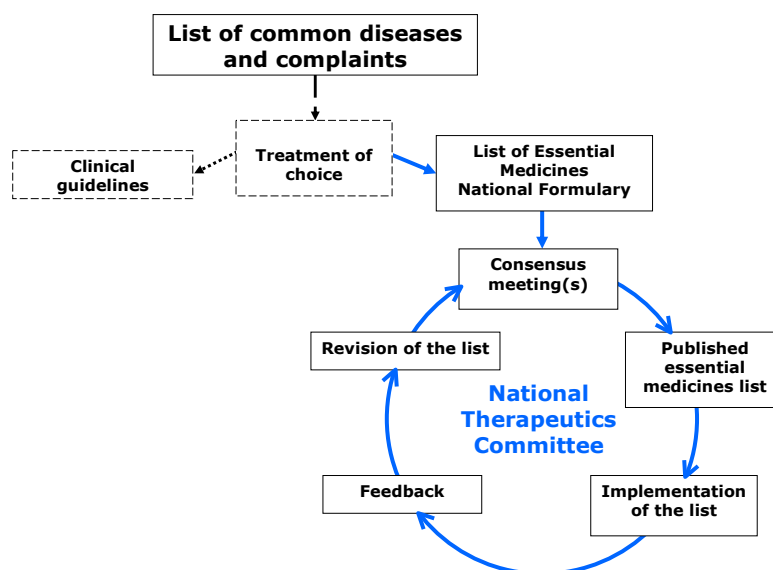 List of common diseases
and complaints
Treatment of
choice
Clinical
guidelines
List of Essential
Medicines
National Formulary
Consensus
meeting(s)
Revision of the list
Published
essential
medicines list
National
Therapeutics
Committee
Feedback
Implementation
of the list